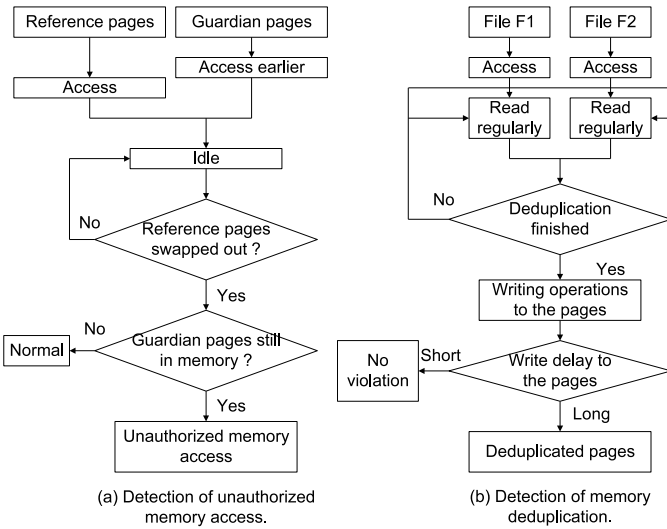 Reference pages
Guardian pages
Access
Access earlier
Idle
No
Reference pages
swapped out ?
Yes
No
Guardian pages still
in memory ?
Normal
Yes
Unauthorized memory
access
(a) Detection of unauthorized
memory access.
File F1
File F2
Access
Access
Read
regularly
Read
regularly
No
Deduplication
finished
Yes
Writing operations
to the pages
No
violation
Short
Write delay to
the pages
Long
Deduplicated pages
(b) Detection of memory
deduplication.